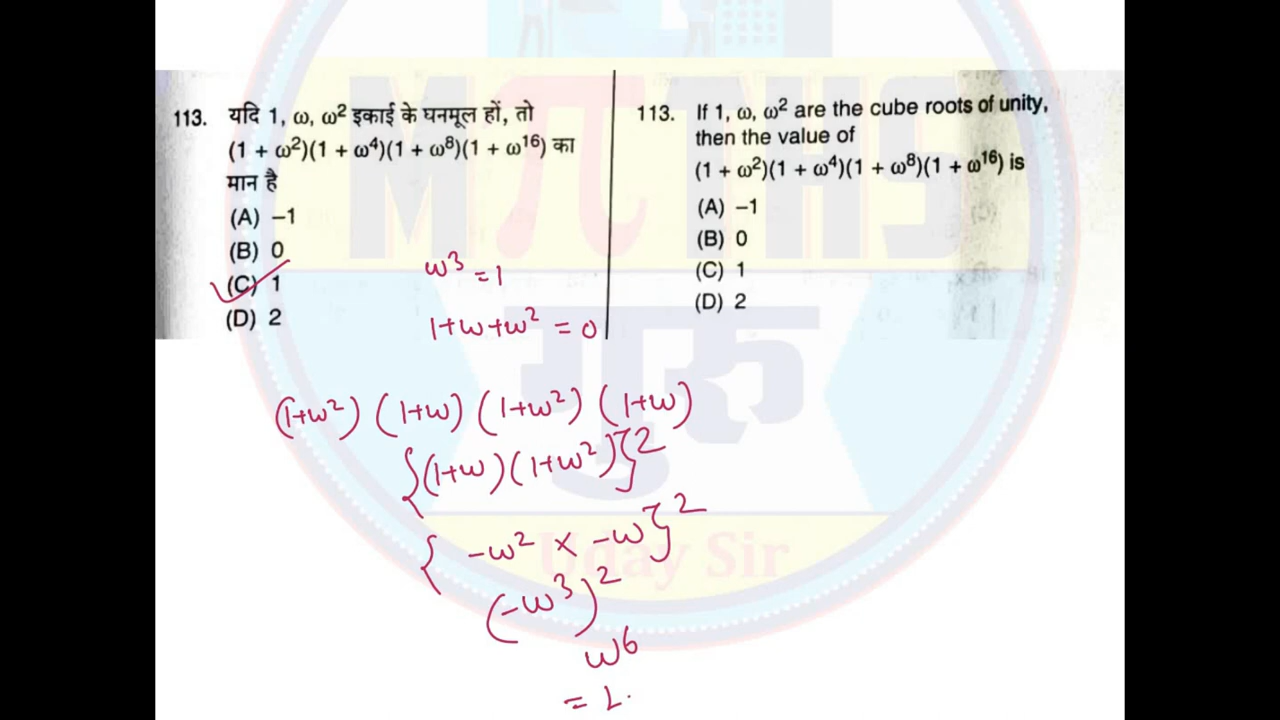 113. यदि 1, ω, ω² इकाई के घनमूल हों, तो
(1 + ω²)(1 + ω⁴)(1 + ω⁸)(1 + ω¹⁶) का
मान है
(A) −1
(B) 0
(C) 1
(D) 2
113. If 1, ω, ω² are the cube roots of unity,
then the value of
(1 + ω²)(1 + ω⁴)(1 + ω⁸)(1 + ω¹⁶) is
(A) −1
(B) 0
(C) 1
(D) 2
ω³ = 1
1+ω+ω² = 0
(1+ω²) (1+ω) (1+ω²) (1+ω)
{(1+ω)(1+ω²)}²
{ -ω² × -ω}²
(-ω³)²
ω⁶
= 1.
MπTHS
गुरु
Uday Sir